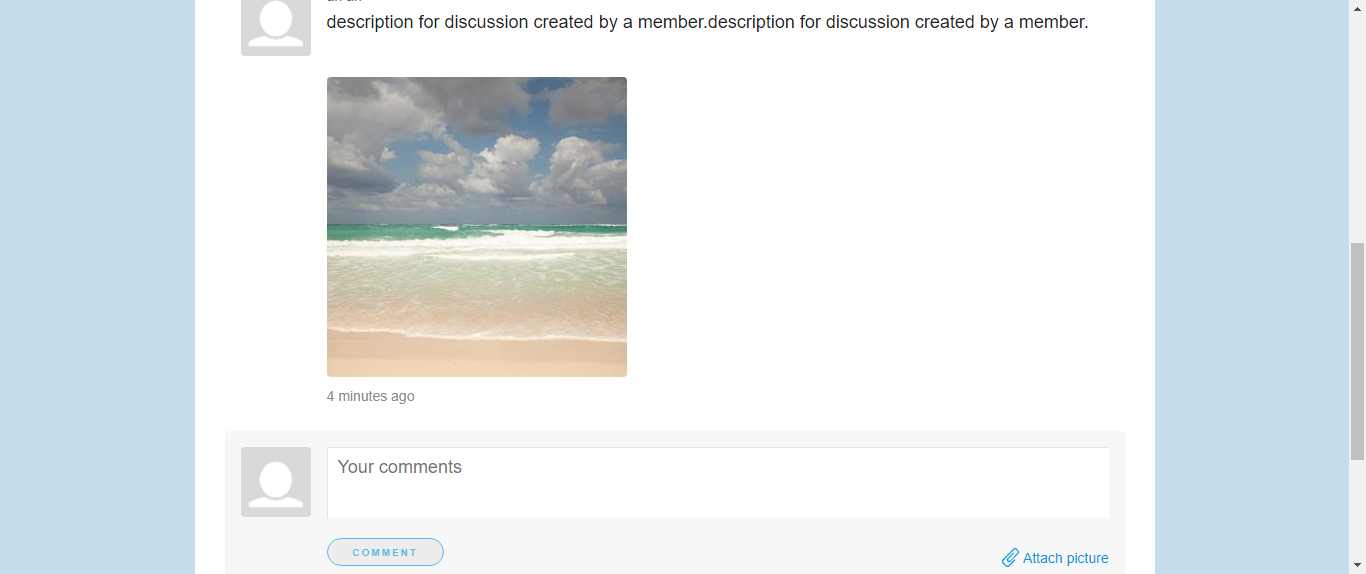 description for discussion created by a member.description for discussion created by a member.
4 minutes ago
Your comments
COMMENT
Attach picture